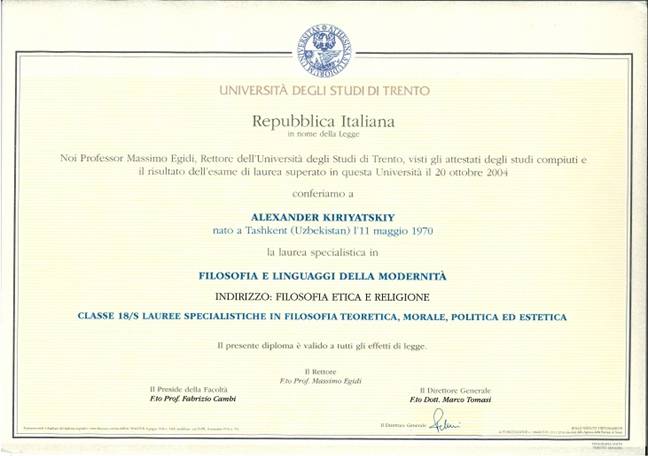 UNIVERSITÀ DEGLI STUDI DI TRENTO
Repubblica Italiana
in nome della Legge
Noi Professor Massimo Egidi, Rettore dell'Università degli Studi di Trento, visti gli attestati degli studi compiuti e
il risultato dell'esame di laurea superato in questa Università il 20 ottobre 2004
conferiamo a
ALEXANDER KIRIYATSKIY
nato a Tashkent (Uzbekistan) l'11 maggio 1970
la laurea specialistica in
FILOSOFIA E LINGUAGGI DELLA MODERNITÀ
INDIRIZZO: FILOSOFIA ETICA E RELIGIONE
CLASSE 18/S LAUREE SPECIALISTICHE IN FILOSOFIA TEORETICA, MORALE, POLITICA ED ESTETICA
Il presente diploma è valido a tutti gli effetti di legge.
Il Rettore
F.to Prof. Massimo Egidi
Il Preside della Facoltà
F.to Prof. Fabrizio Cambi
Il Direttore Generale
F.to Dott. Marco Tomasi
Il Direttore Generale